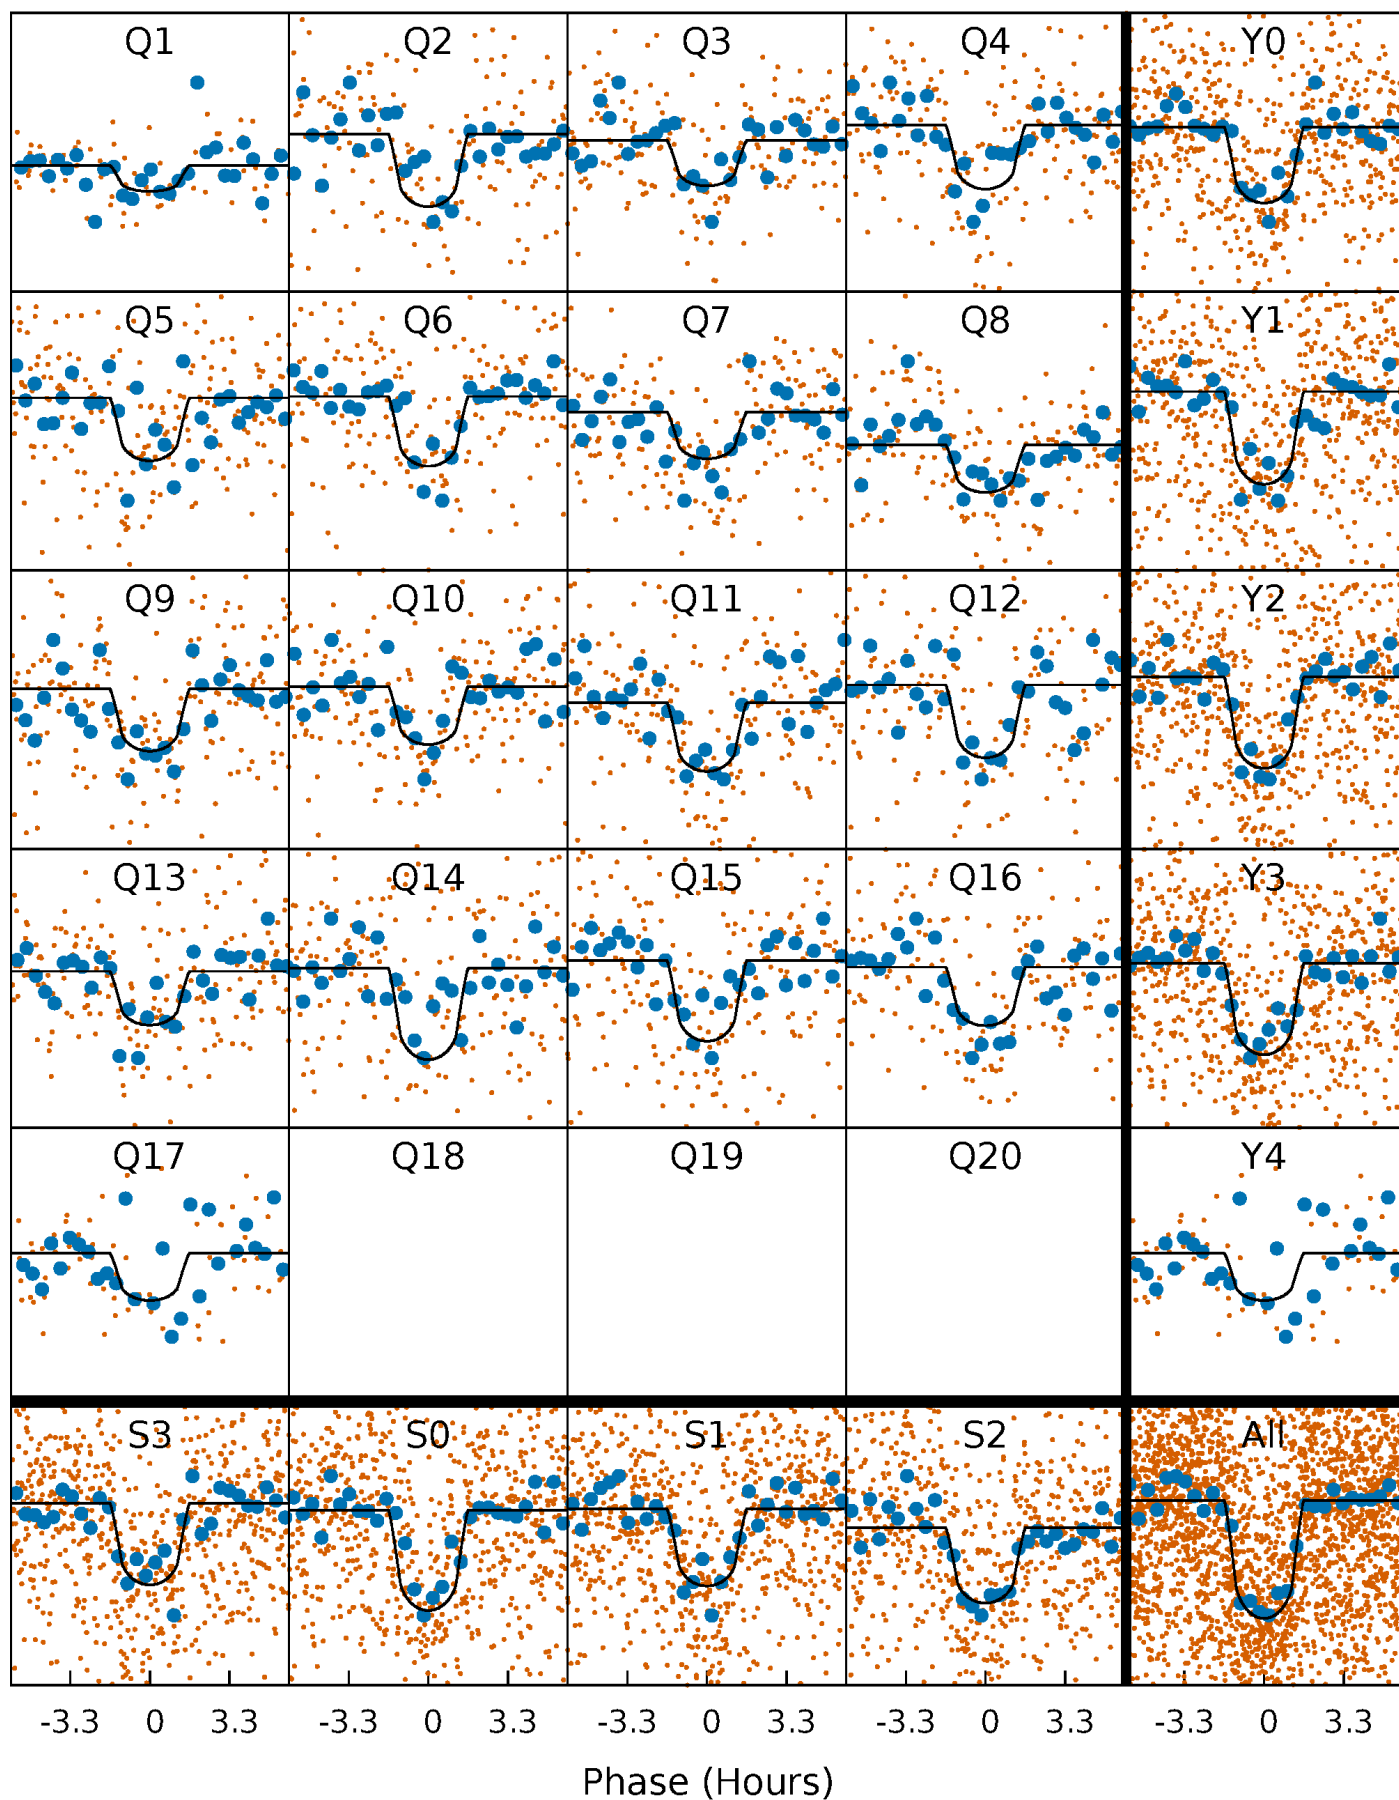 Q1 Q2 Q3 Q4 Y0
Q5 Q6 Q7 Q8 Y1
Q9 Q10 Q11 Q12 Y2
Q13 Q14 Q15 Q16 Y3
Q17 Q18 Q19 Q20 Y4
S3 S0 S1 S2 All
-3.3 0 3.3 -3.3 0 3.3 -3.3 0 3.3 -3.3 0 3.3 -3.3 0 3.3
Phase (Hours)